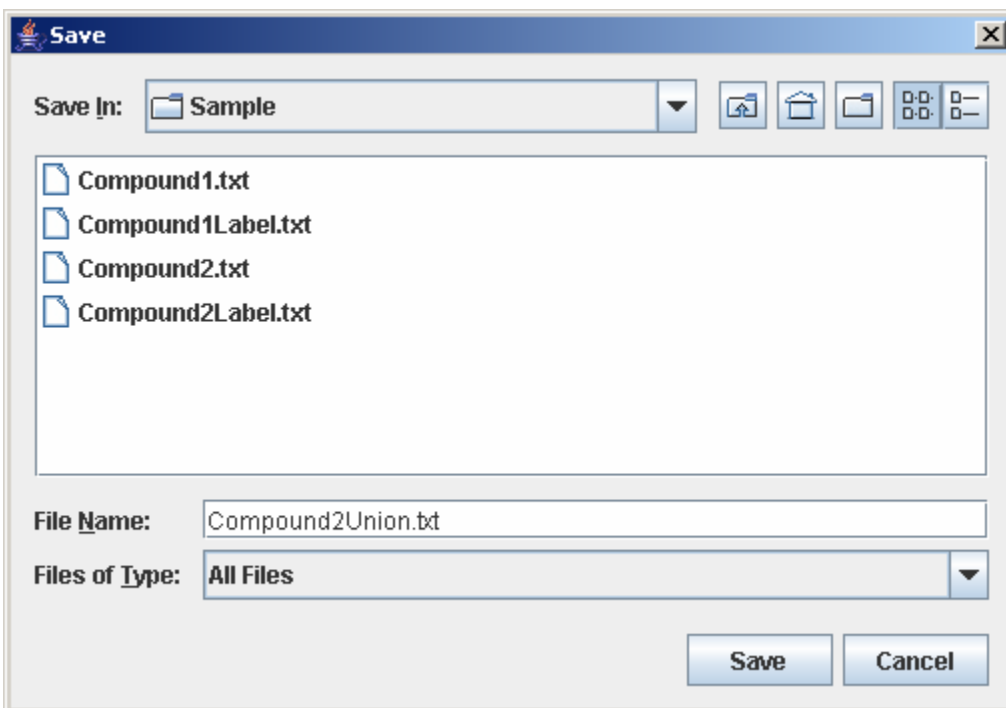 Save
Save In: Sample
Compound1.txt
Compound1Label.txt
Compound2.txt
Compound2Label.txt
File Name: Compound2Union.txt
Files of Type: All Files
Save Cancel